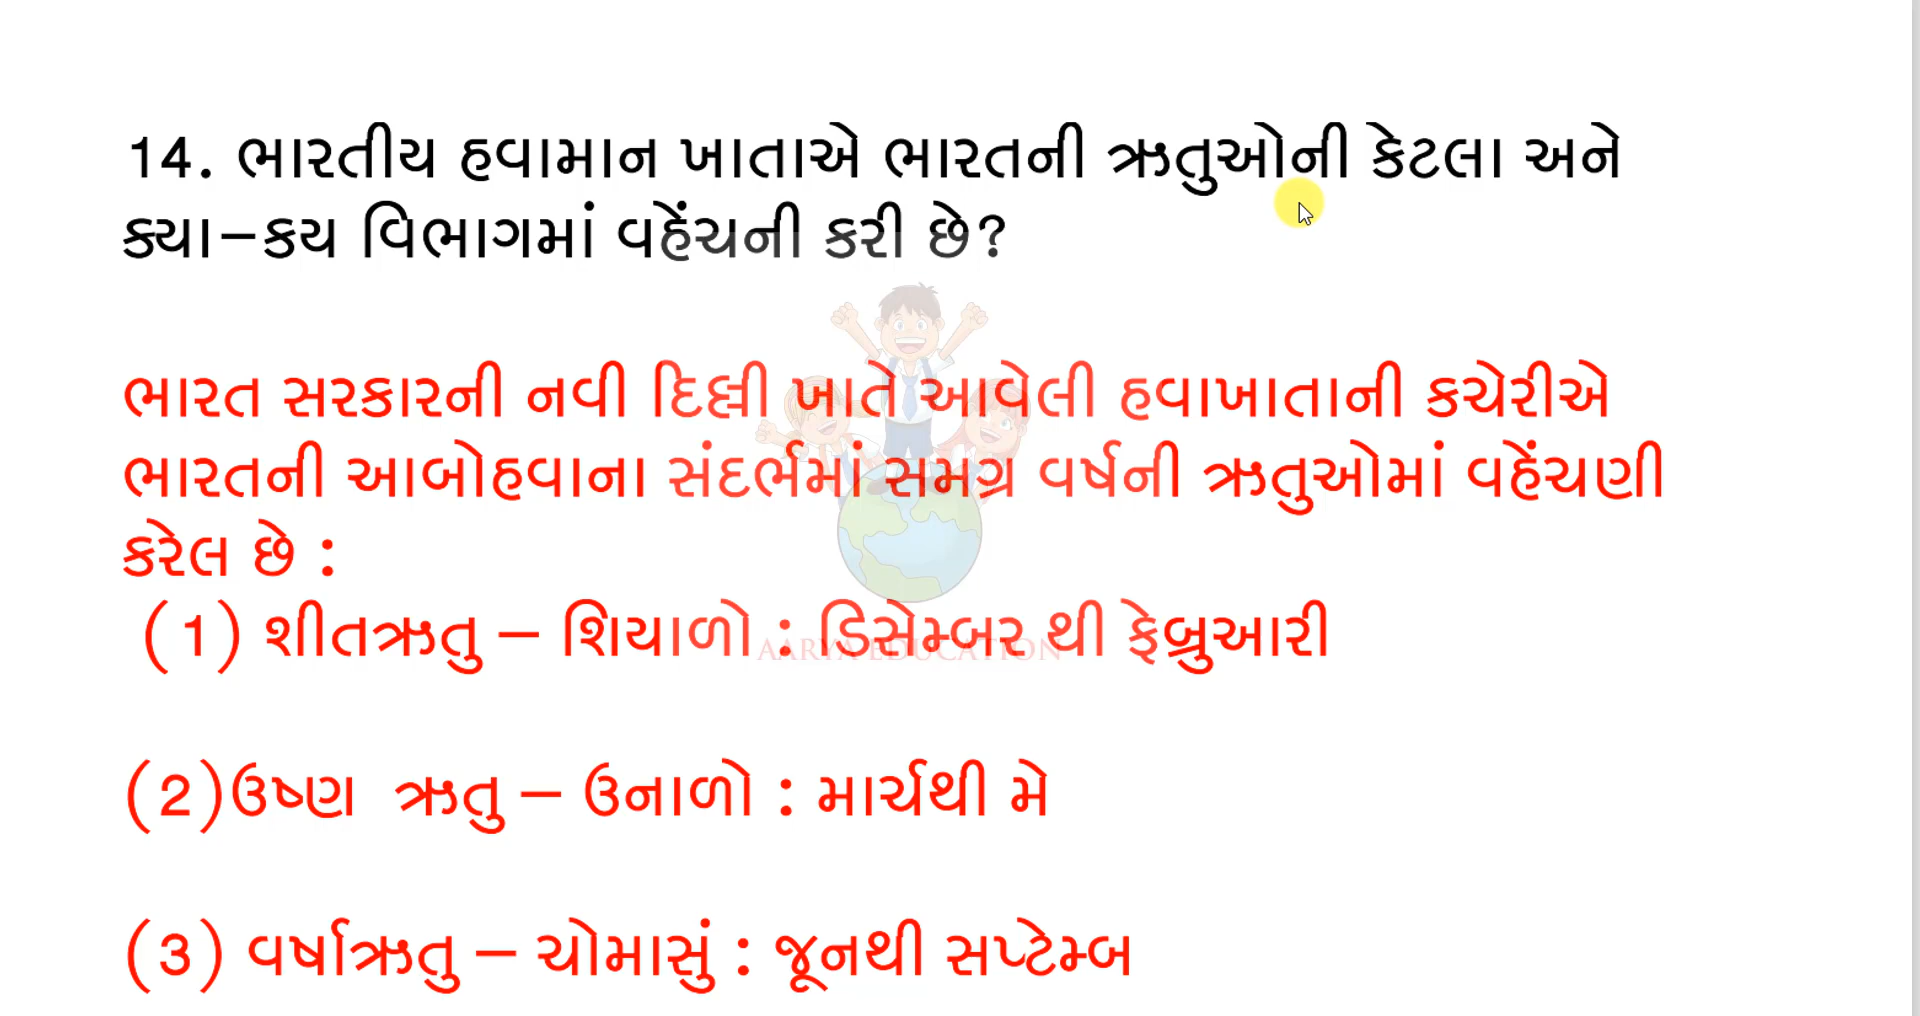 14. ભારતીય હવામાન ખાતાએ ભારતની ઋતુઓની કેટલા અને
ક્યા-કય વિભાગમાં વહેંચની કરી છે?
ભારત સરકારની નવી દિલ્લી ખાતે આવેલી હવાખાતાની કચેરીએ
ભારતની આબોહવાના સંદર્ભમાં સમગ્ર વર્ષની ઋતુઓમાં વહેંચણી
કરેલ છે :
(1) શીતઋતુ – શિયાળો : ડિસેમ્બર થી ફેબ્રુઆરી
AARYA EDUCATION
(2)ઉષ્ણ ઋતુ – ઉનાળો : માર્ચથી મે
(3) વર્ષાઋતુ – ચોમાસું : જૂનથી સપ્ટેમ્બ